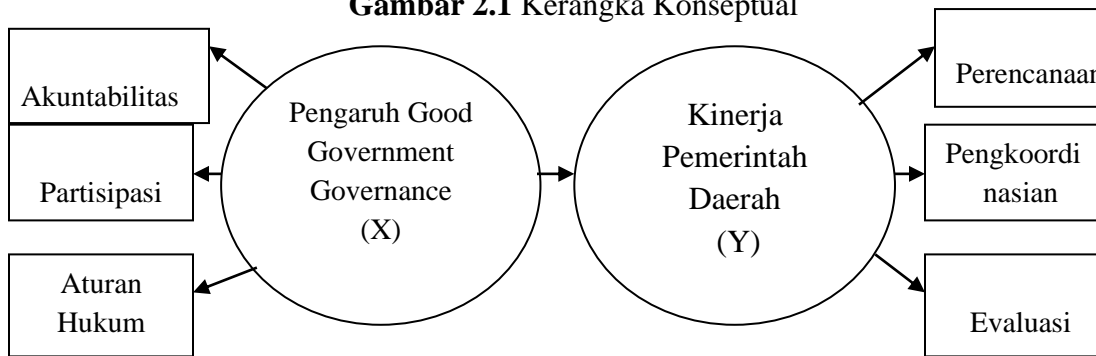 Gambar 2.1 Kerangka Konseptual
Akuntabilitas
Partisipasi
Aturan
Hukum
Pengaruh Good
Government
Governance
(X)
Kinerja
Pemerintah
Daerah
(Y)
Perencanaan
Pengkoordi
nasian
Evaluasi